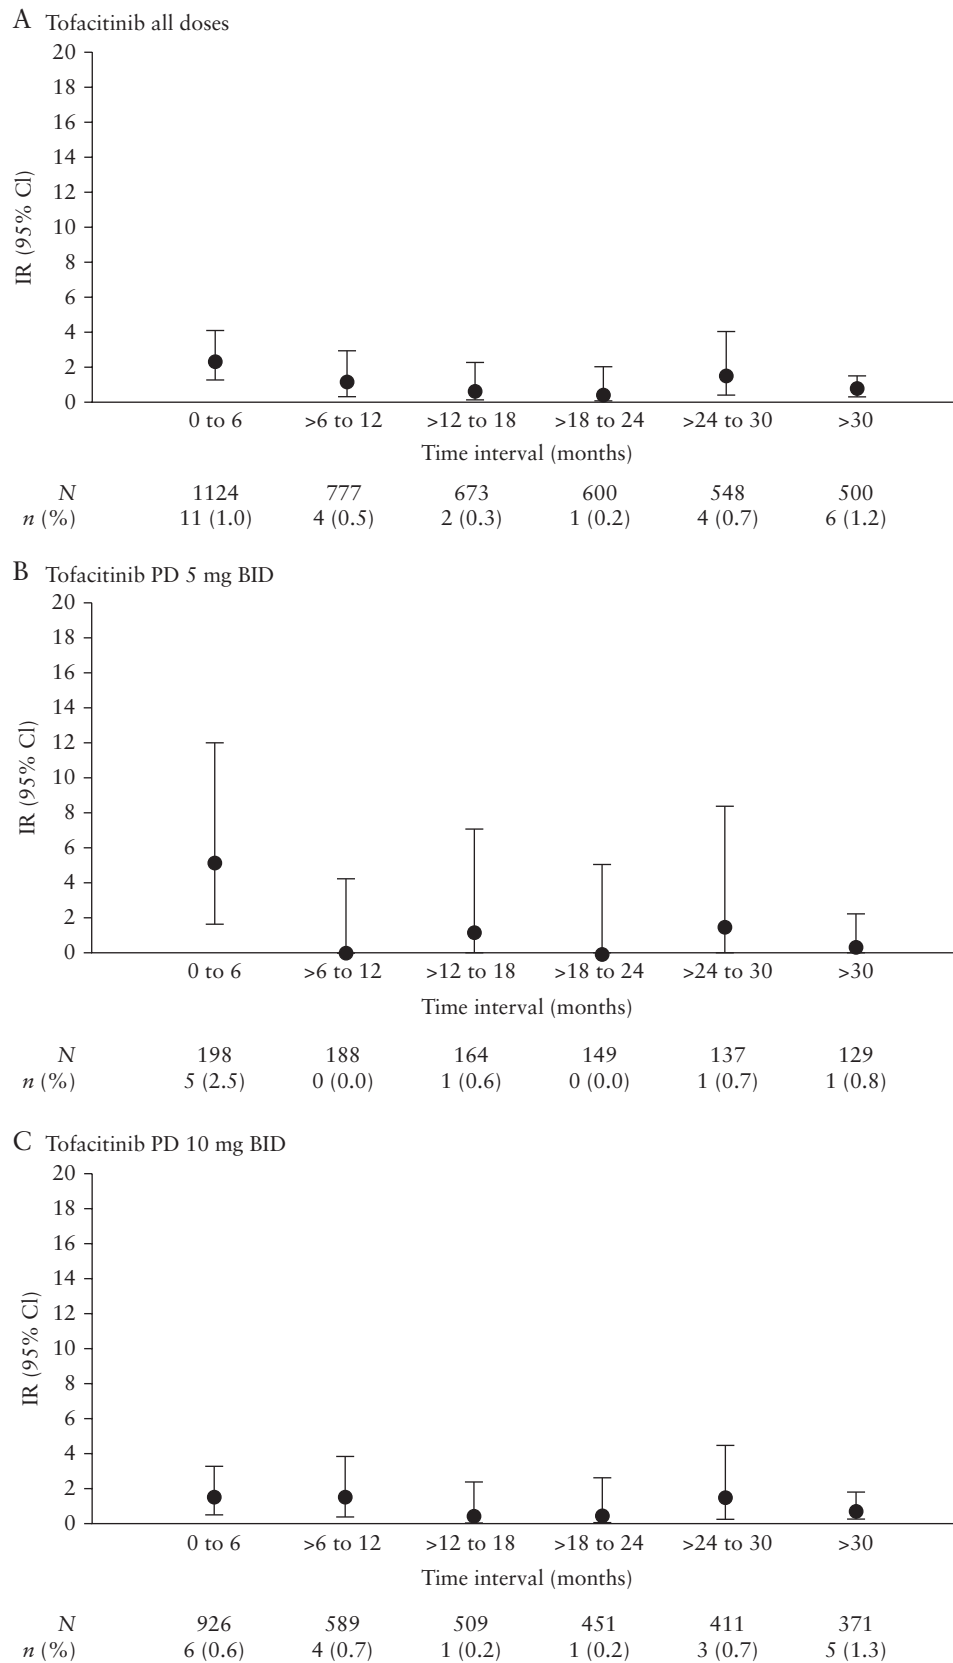 A Tofacitinib all doses
20
18
16
14
12
10
8
6
4
2
0
IR (95% CI)
0 to 6 >6 to 12 >12 to 18 >18 to 24 >24 to 30 >30
Time interval (months)
N 1124 777 673 600 548 500
n (%) 11 (1.0) 4 (0.5) 2 (0.3) 1 (0.2) 4 (0.7) 6 (1.2)
B Tofacitinib PD 5 mg BID
20
18
16
14
12
10
8
6
4
2
0
IR (95% CI)
0 to 6 >6 to 12 >12 to 18 >18 to 24 >24 to 30 >30
Time interval (months)
N 198 188 164 149 137 129
n (%) 5 (2.5) 0 (0.0) 1 (0.6) 0 (0.0) 1 (0.7) 1 (0.8)
C Tofacitinib PD 10 mg BID
20
18
16
14
12
10
8
6
4
2
0
IR (95% CI)
0 to 6 >6 to 12 >12 to 18 >18 to 24 >24 to 30 >30
Time interval (months)
N 926 589 509 451 411 371
n (%) 6 (0.6) 4 (0.7) 1 (0.2) 1 (0.2) 3 (0.7) 5 (1.3)